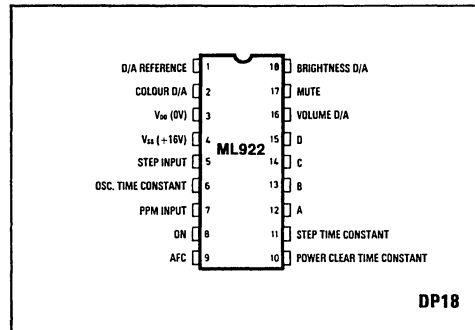 D/A REFERENCE 1 18 BRIGHTNESS D/A
COLOUR D/A 2 17 MUTE
VDD (0V) 3 16 VOLUME D/A
VSS (+16V) 4 15 D
ML922
STEP INPUT 5 14 C
OSC. TIME CONSTANT 6 13 B
PPM INPUT 7 12 A
ON 8 11 STEP TIME CONSTANT
AFC 9 10 POWER CLEAR TIME CONSTANT
DP18